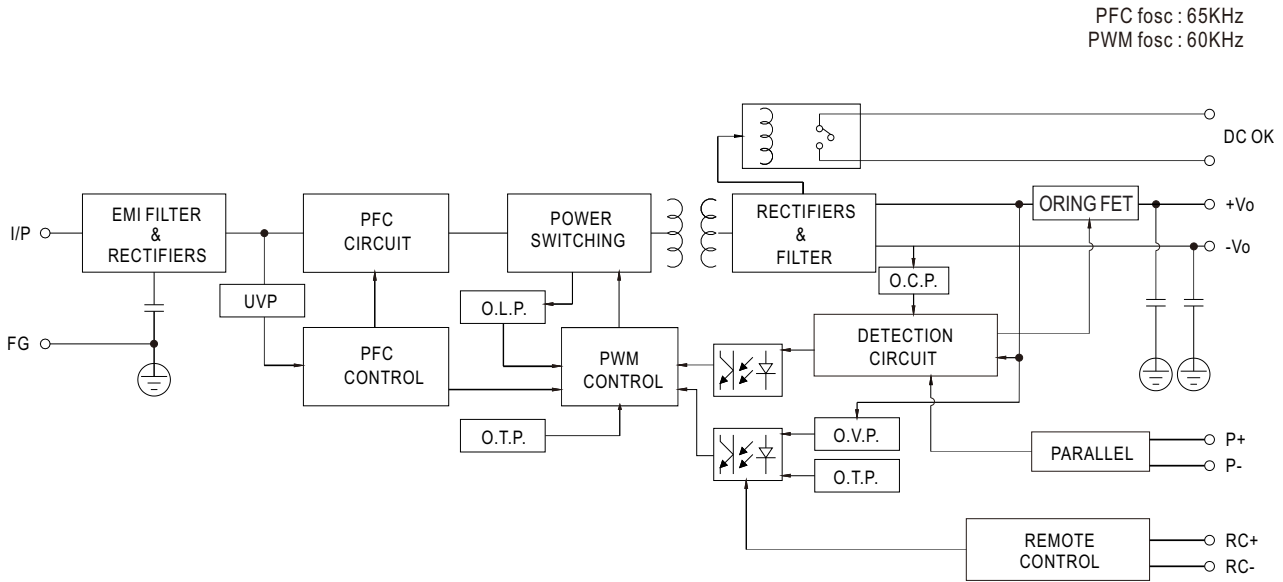 PFC fosc : 65KHz
PWM fosc : 60KHz
DC OK
EMI FILTER
&
RECTIFIERS
PFC
CIRCUIT
POWER
SWITCHING
RECTIFIERS
&
FILTER
ORING FET
+Vo
-Vo
I/P
UVP
O.L.P.
O.C.P.
FG
PFC
CONTROL
PWM
CONTROL
DETECTION
CIRCUIT
O.T.P.
O.V.P.
O.T.P.
PARALLEL
P+
P-
REMOTE
CONTROL
RC+
RC-